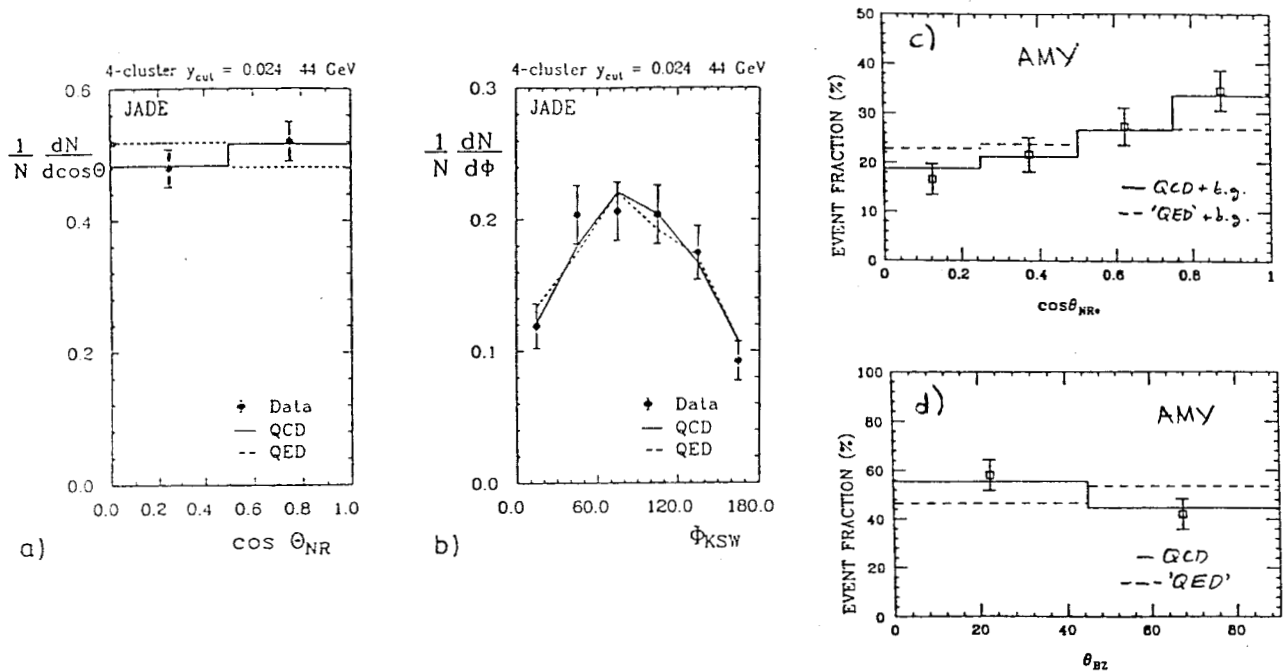 4-cluster y_cut = 0.024 44 GeV
JADE
1/N dN/dcosΘ
0.6
0.4
0.2
0.0
0.0 0.2 0.4 0.6 0.8 1.0
Data
QCD
QED
cos Θ_NR
a)
4-cluster y_cut = 0.024 44 GeV
JADE
1/N dN/dΦ
0.3
0.2
0.1
0.0
0.0 60.0 120.0 180.0
Data
QCD
QED
Φ_KSW
b)
c)
AMY
EVENT FRACTION (%)
50
40
30
20
10
0
0 0.2 0.4 0.6 0.8 1
QCD + b.g.
'QED' + b.g.
cosθ_NR*
d)
AMY
EVENT FRACTION (%)
100
80
60
40
20
0
0 20 40 60 80
QCD
'QED'
θ_BZ